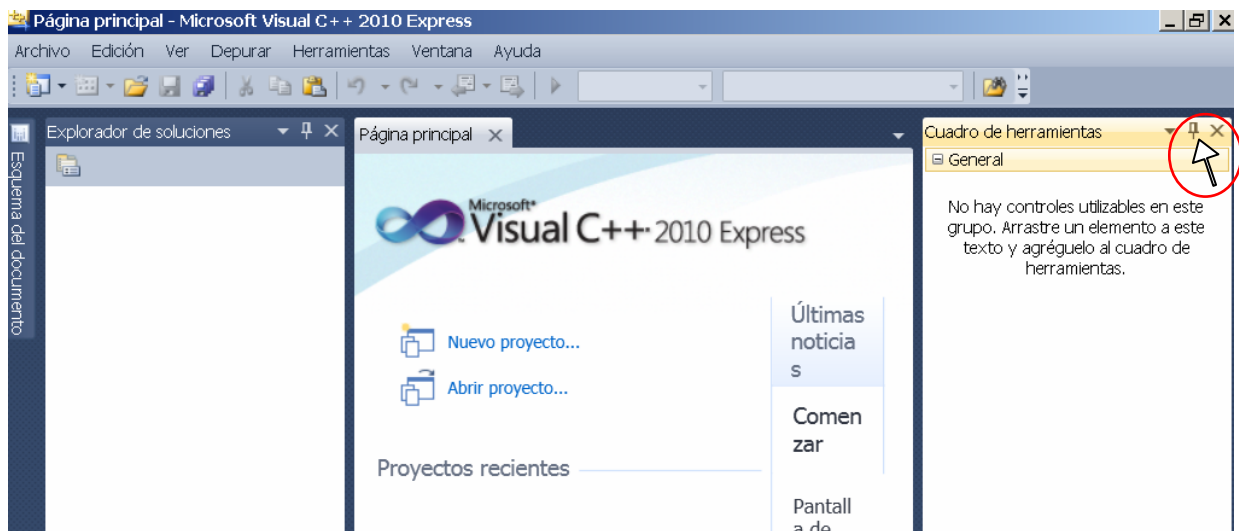 Página principal - Microsoft Visual C++ 2010 Express
Archivo Edición Ver Depurar Herramientas Ventana Ayuda
Esquema del documento
Explorador de soluciones
Página principal
Microsoft
Visual C++ 2010 Express
Nuevo proyecto...
Abrir proyecto...
Proyectos recientes
Últimas
noticia
s
Comen
zar
Pantall
a de
Cuadro de herramientas
General
No hay controles utilizables en este
grupo. Arrastre un elemento a este
texto y agréguelo al cuadro de
herramientas.